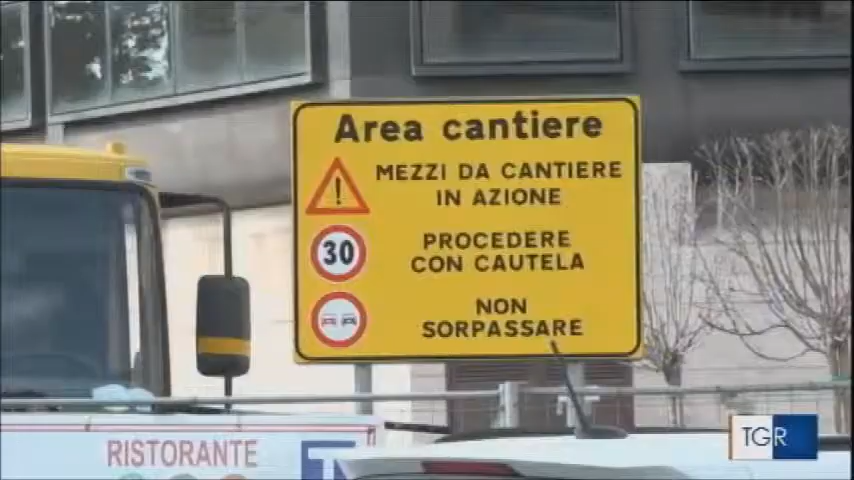 Area cantiere
MEZZI DA CANTIERE
IN AZIONE
30
PROCEDERE
CON CAUTELA
NON
SORPASSARE
RISTORANTE
T
TGR